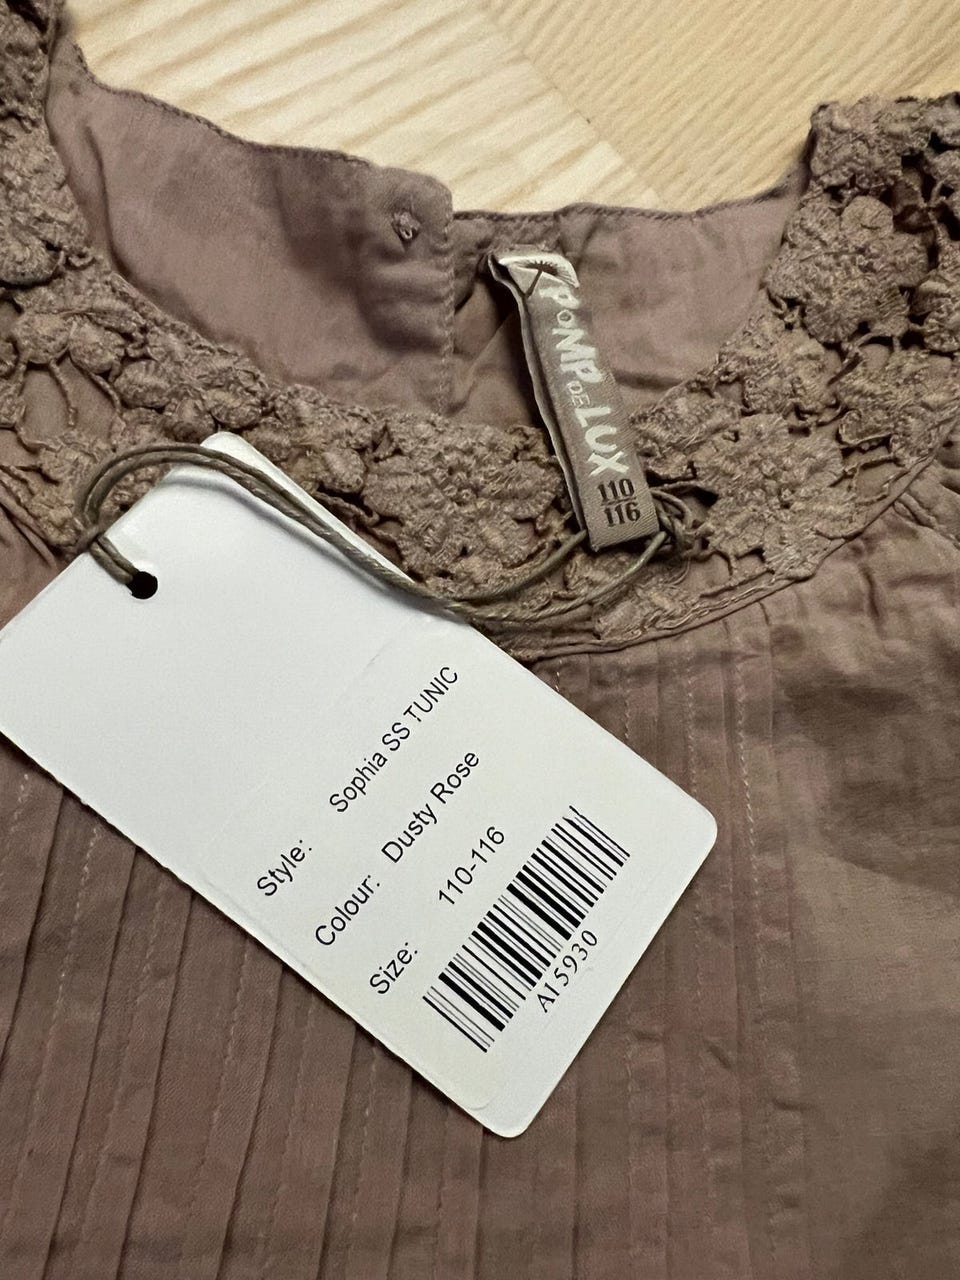 POMP DE LUX
110
116
Style: Sophia SS TUNIC
Colour: Dusty Rose
Size: 110-116
A15930